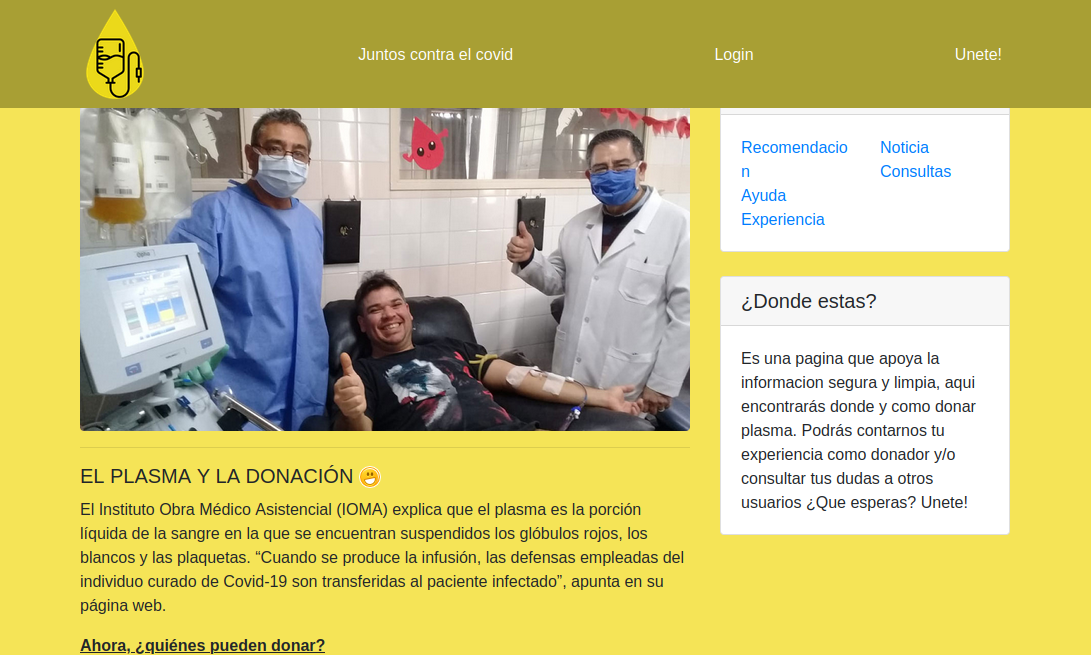 Juntos contra el covid
Login
Unete!
Recomendacio
n
Ayuda
Experiencia
Noticia
Consultas
¿Donde estas?
Es una pagina que apoya la
informacion segura y limpia, aqui
encontrarás donde y como donar
plasma. Podrás contarnos tu
experiencia como donador y/o
consultar tus dudas a otros
usuarios ¿Que esperas? Unete!
EL PLASMA Y LA DONACIÓN
El Instituto Obra Médico Asistencial (IOMA) explica que el plasma es la porción
líquida de la sangre en la que se encuentran suspendidos los glóbulos rojos, los
blancos y las plaquetas. “Cuando se produce la infusión, las defensas empleadas del
individuo curado de Covid-19 son transferidas al paciente infectado”, apunta en su
página web.
Ahora, ¿quiénes pueden donar?